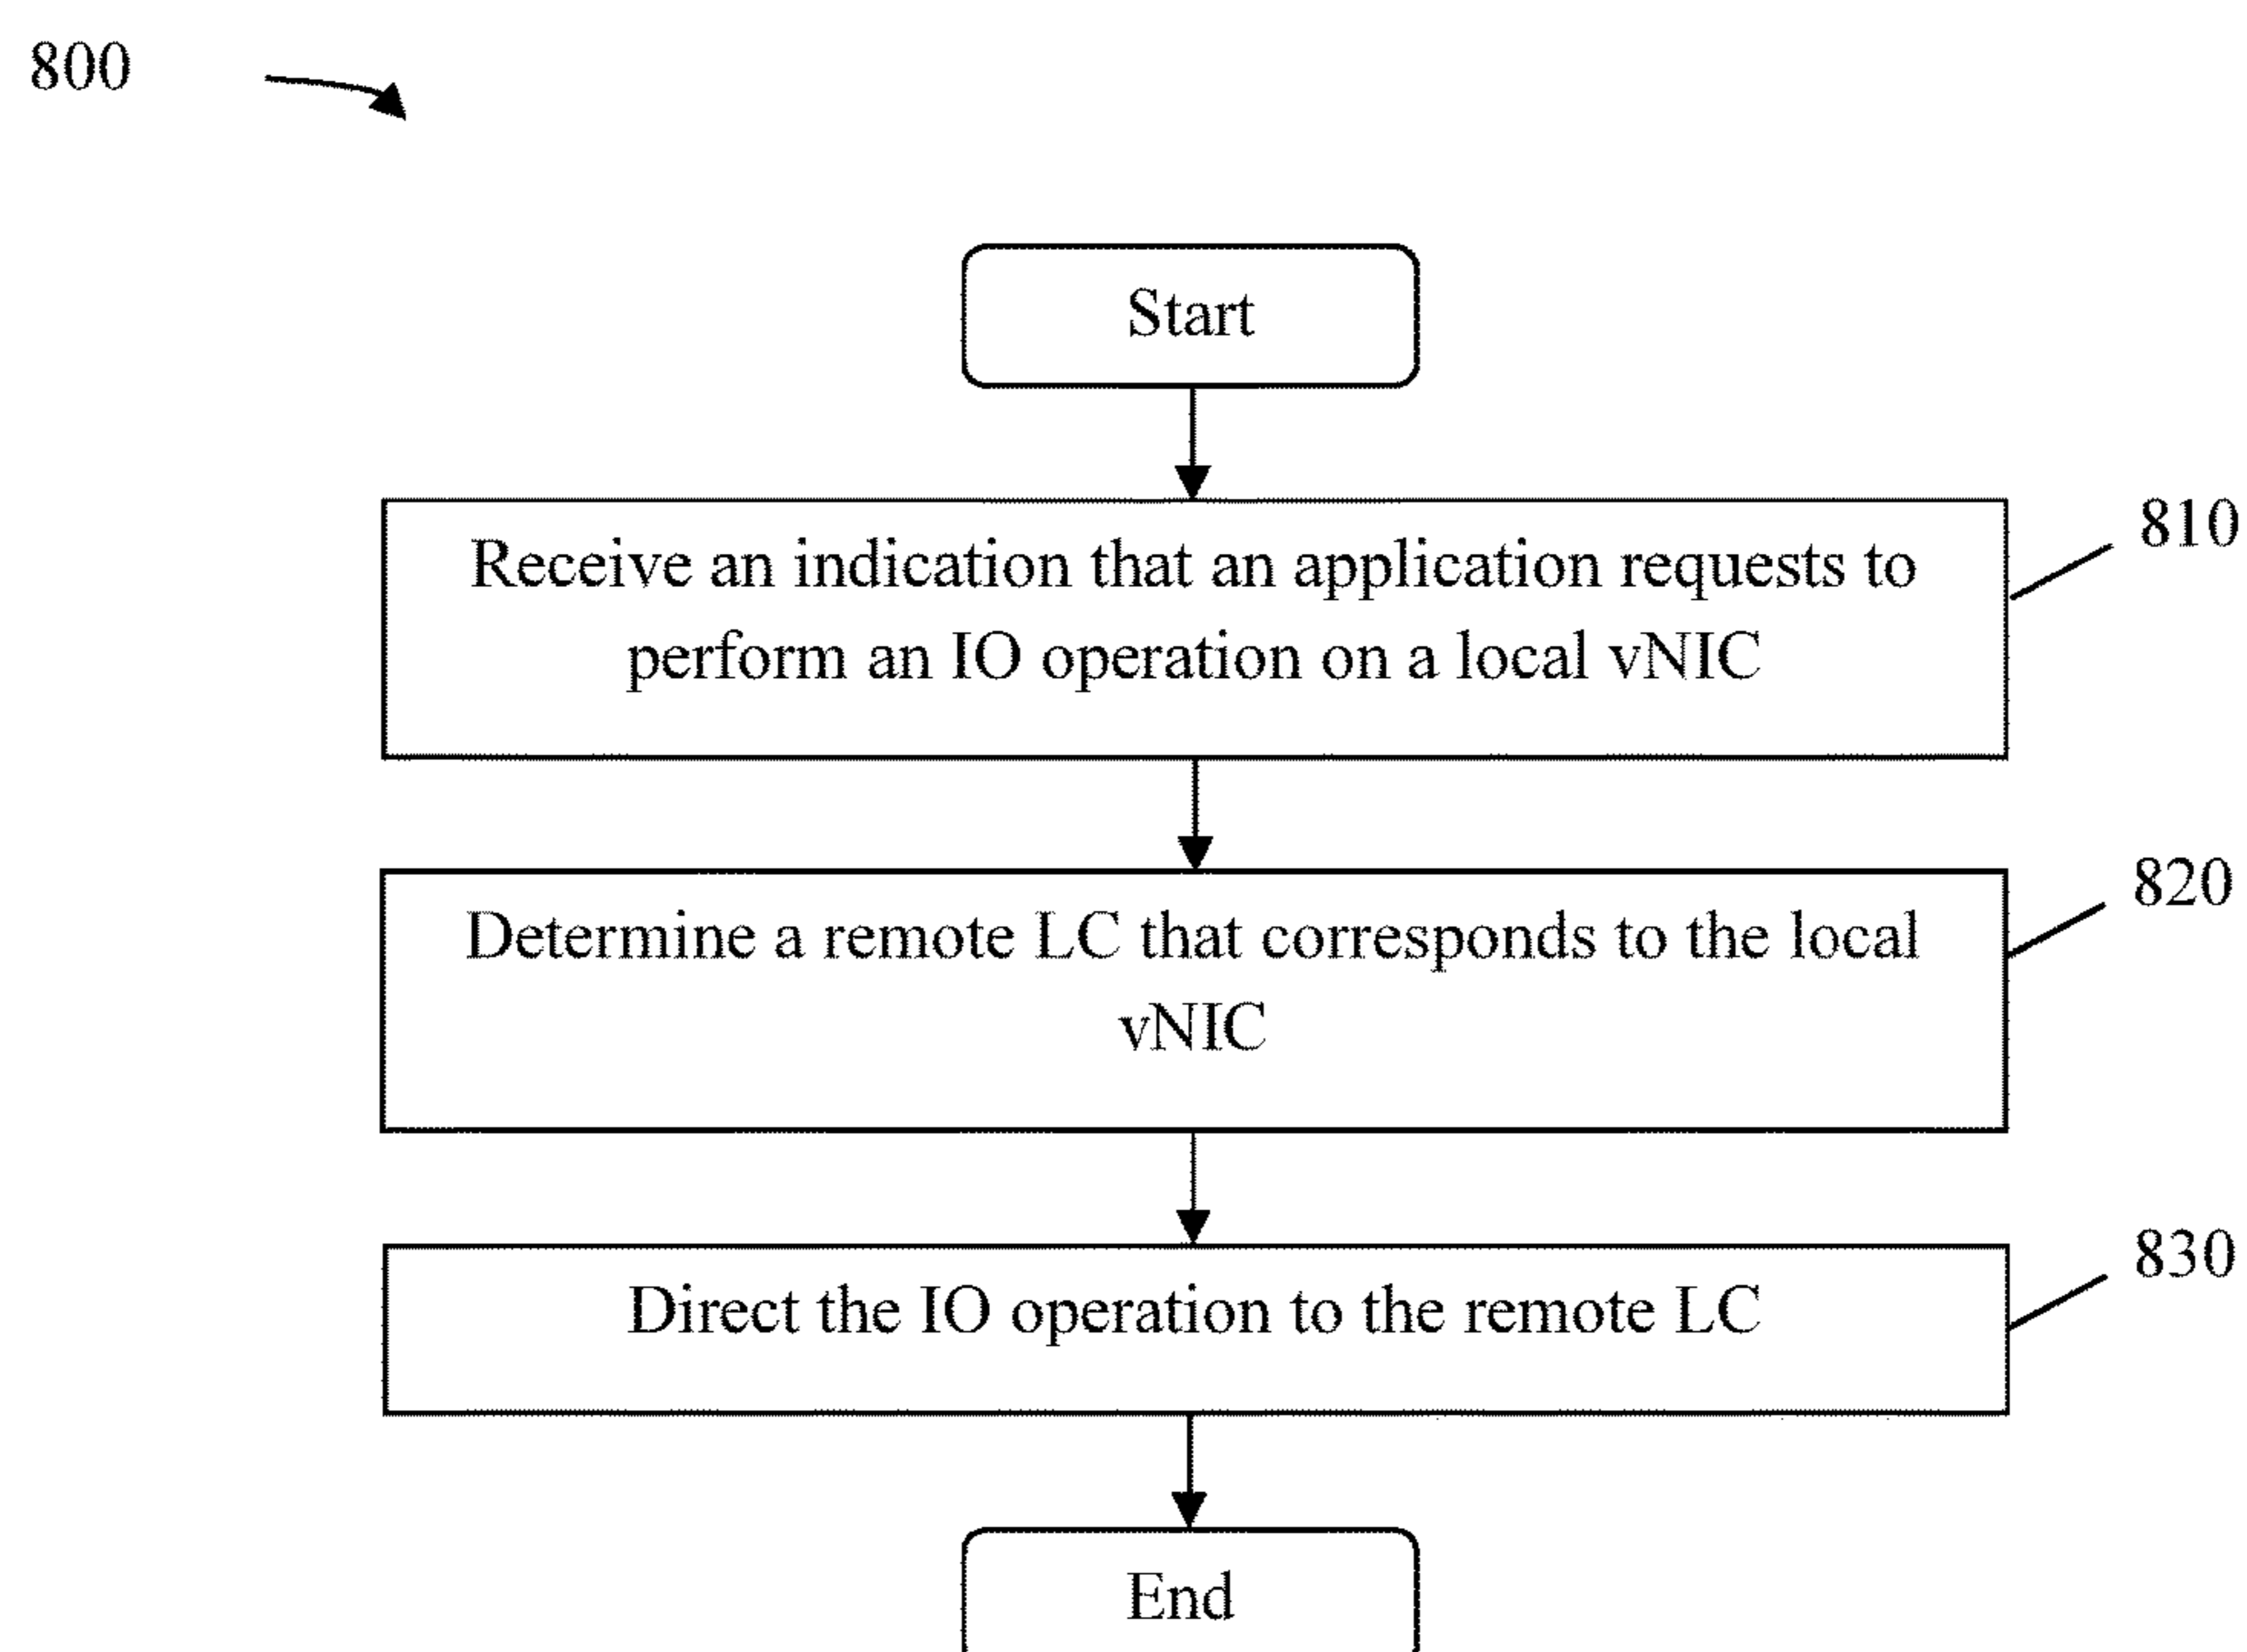 800
Start
Receive an indication that an application requests to
perform an IO operation on a local vNIC
810
Determine a remote LC that corresponds to the local
vNIC
820
Direct the IO operation to the remote LC
830
End